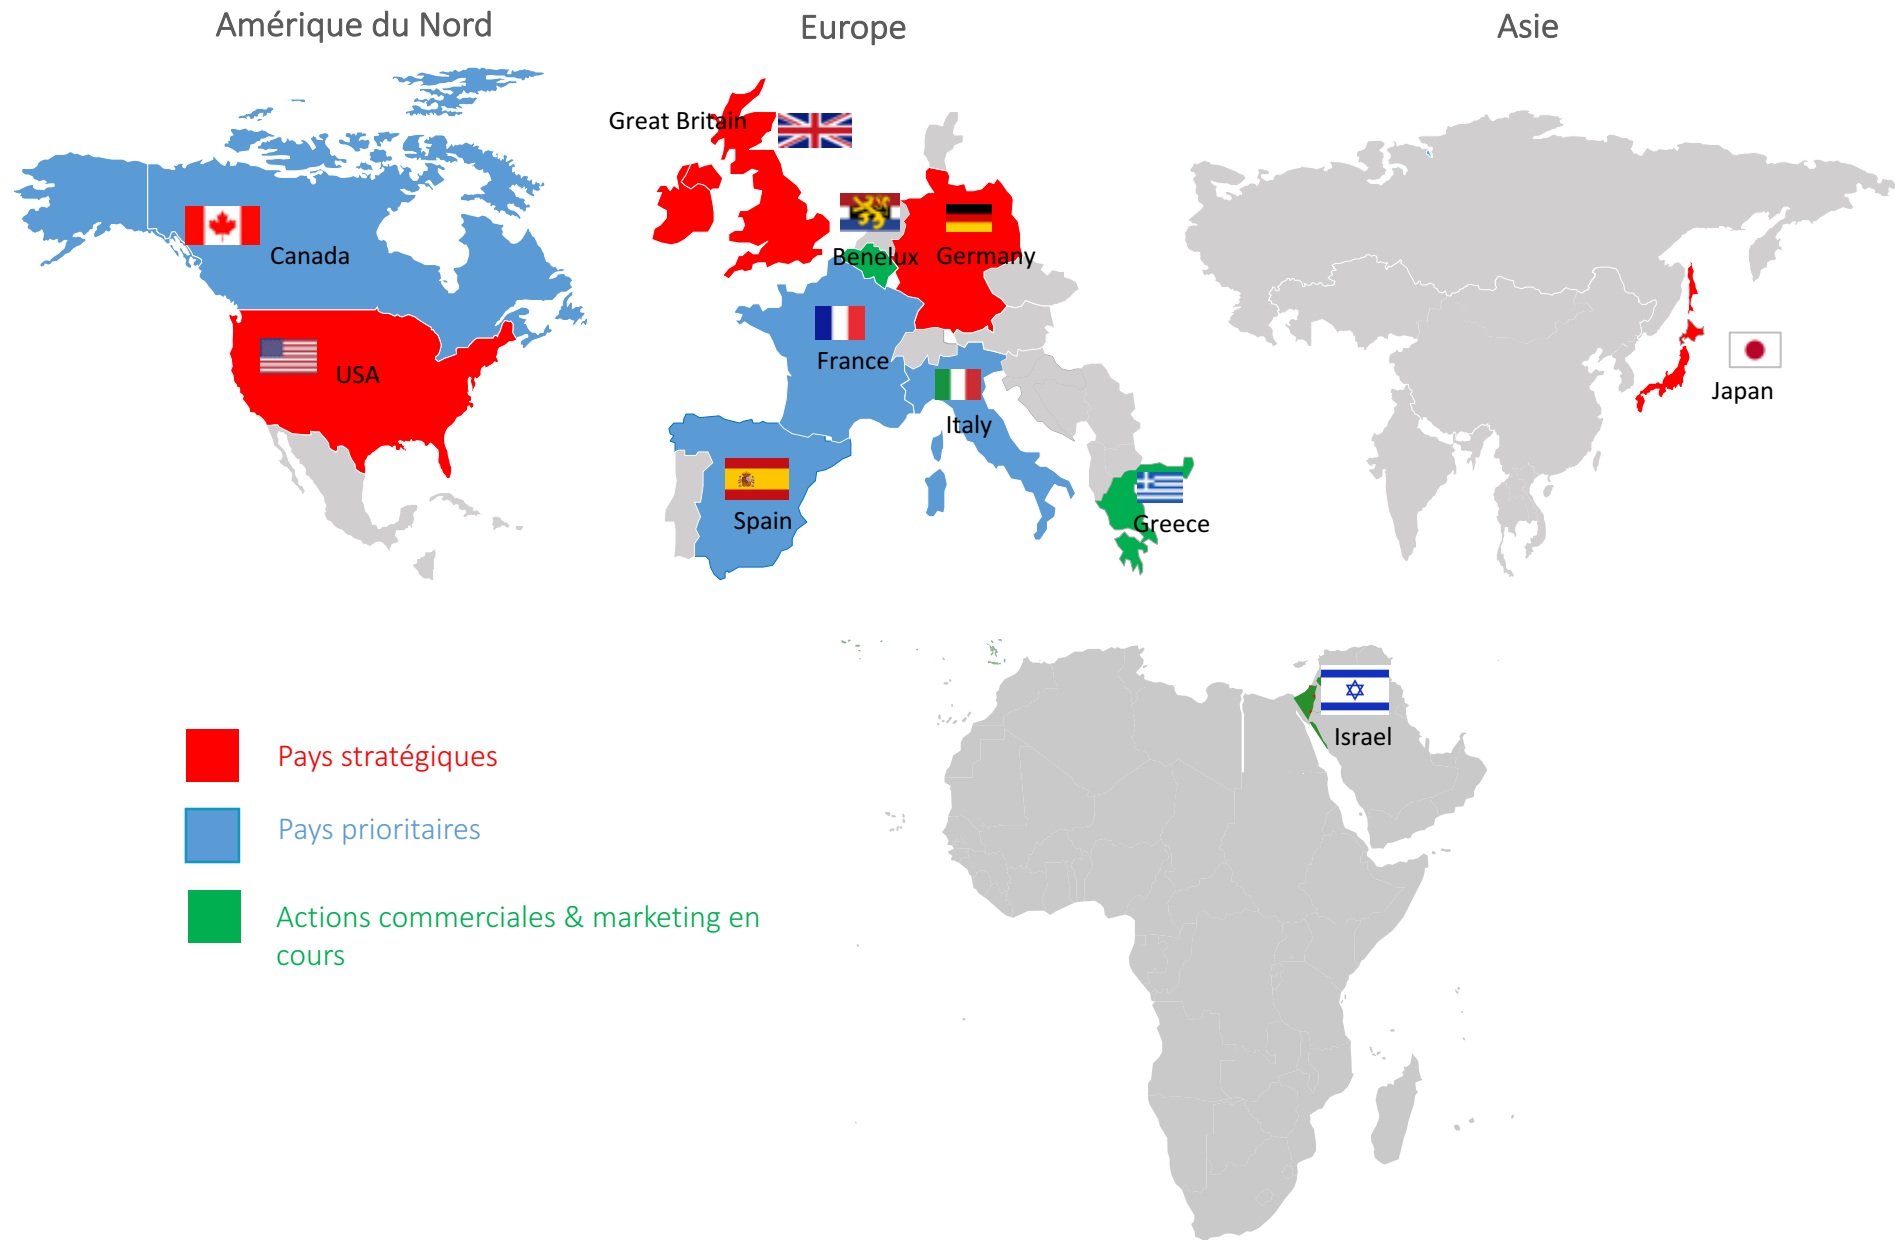 Amérique du Nord
Europe
Asie
Great Britain
Canada
Benelux
Germany
USA
France
Italy
Japan
Spain
Greece
Israel
Pays stratégiques
Pays prioritaires
Actions commerciales & marketing en
cours